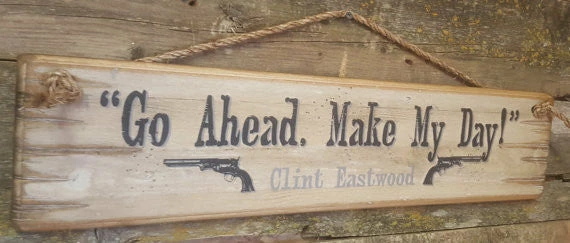 “Go Ahead, Make My Day!”
Clint Eastwood